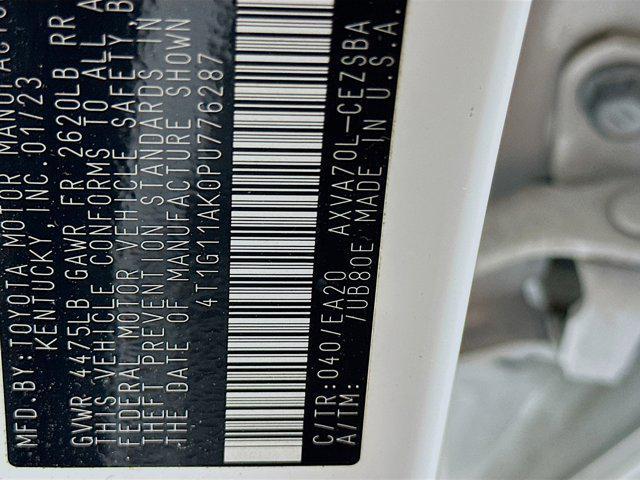 MFD.BY:TOYOTA MOTOR MANUFACTU
KENTUCKY, INC. 01/23
GVWR 4475LB GAWR FR 2620LB RR
THIS VEHICLE CONFORMS TO ALL A
FEDERAL MOTOR VEHICLE SAFETY, B
THEFT PREVENTION STANDARDS IN
THE DATE OF MANUFACTURE SHOWN
4T1G11AK0PU776287
C/TR:040/EA20 AXVA70L-CEZSBA
A/TM: /UB80E MADE IN U.S.A.